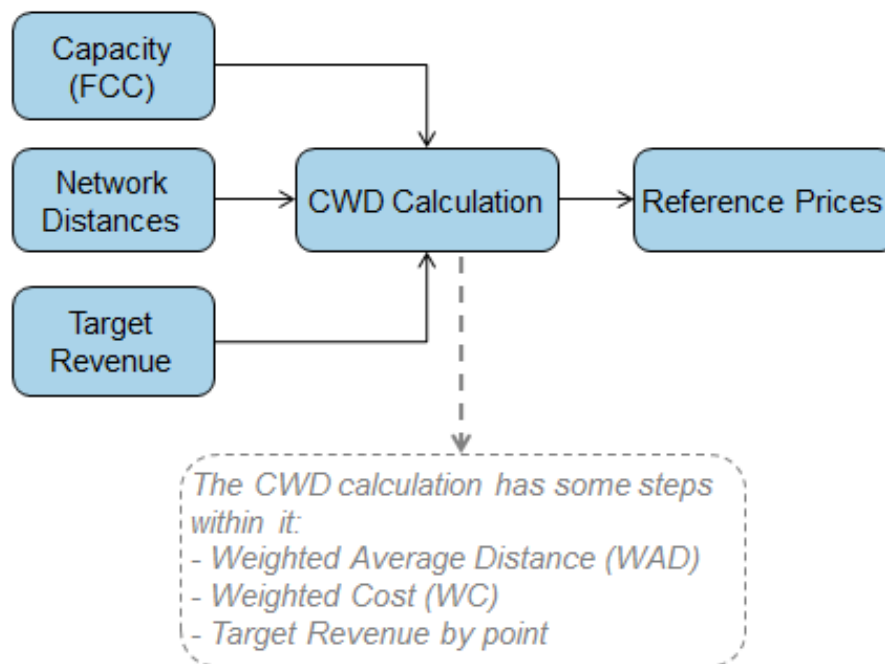 Capacity
(FCC)
Network
Distances
CWD Calculation
Reference Prices
Target
Revenue
The CWD calculation has some steps
within it:
- Weighted Average Distance (WAD)
- Weighted Cost (WC)
- Target Revenue by point